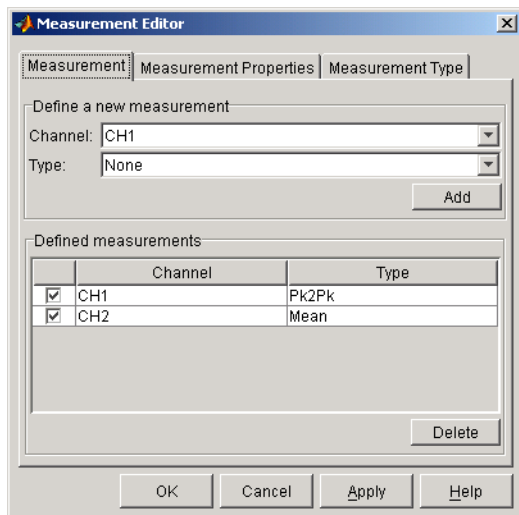 Measurement Editor
Measurement Measurement Properties Measurement Type
Define a new measurement
Channel: CH1
Type: None
Add
Defined measurements
Channel Type
CH1 Pk2Pk
CH2 Mean
Delete
OK Cancel Apply Help